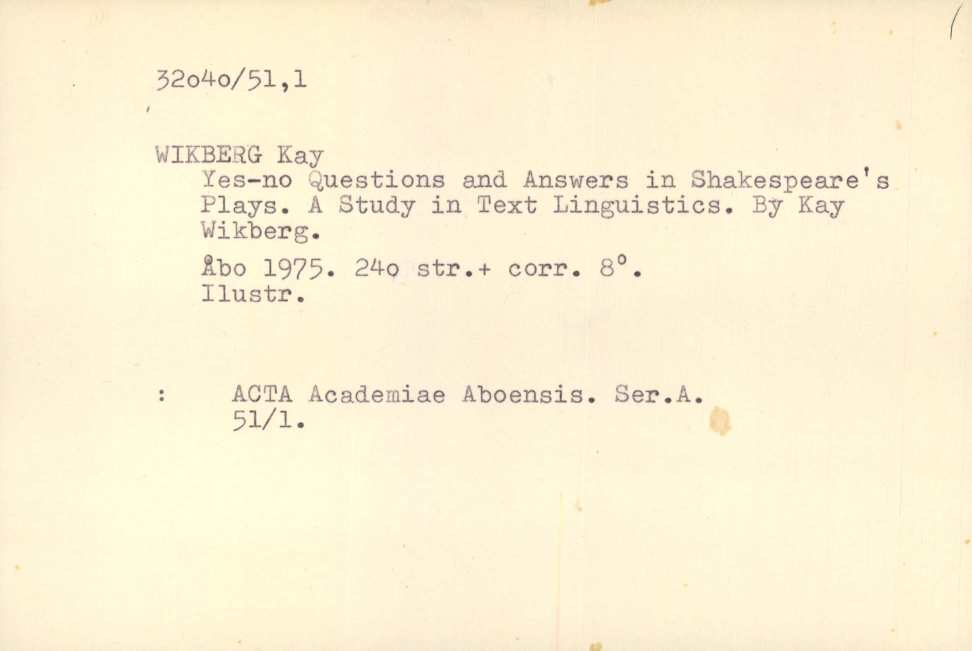 32o4o/51,1
WIKBERG Kay
Yes-no Questions and Answers in Shakespeare's
Plays. A Study in Text Linguistics. By Kay
Wikberg.
Åbo 1975. 24o str.+ corr. 8°.
Ilustr.
: ACTA Academiae Aboensis. Ser.A.
51/1.